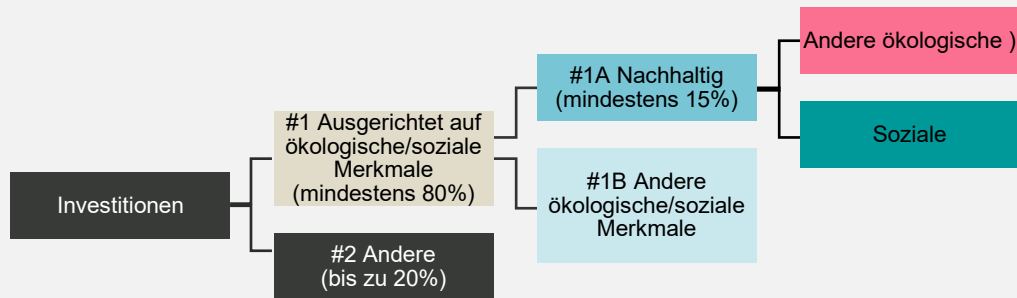 Investitionen
#1 Ausgerichtet auf
ökologische/soziale
Merkmale
(mindestens 80%)
#2 Andere
(bis zu 20%)
#1A Nachhaltig
(mindestens 15%)
#1B Andere
ökologische/soziale
Merkmale
Andere ökologische )
Soziale